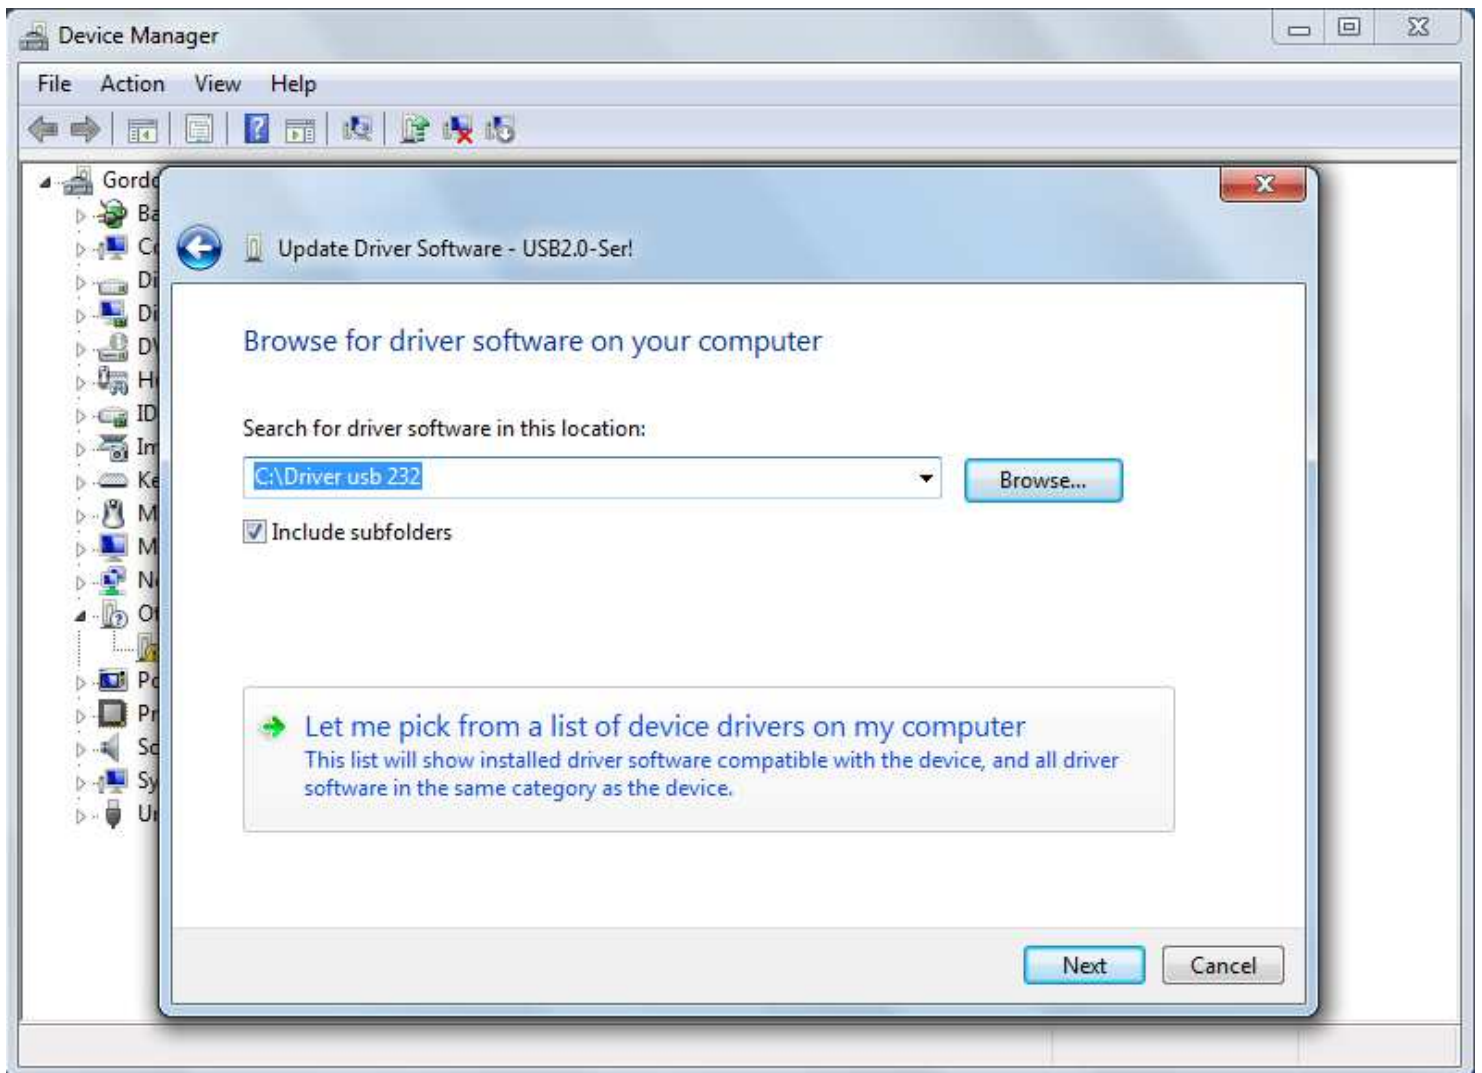 Device Manager
File Action View Help
Update Driver Software - USB2.0-Ser!
Browse for driver software on your computer
Search for driver software in this location:
C:\Driver usb 232
Browse...
Include subfolders
Let me pick from a list of device drivers on my computer
This list will show installed driver software compatible with the device, and all driver
software in the same category as the device.
Next Cancel